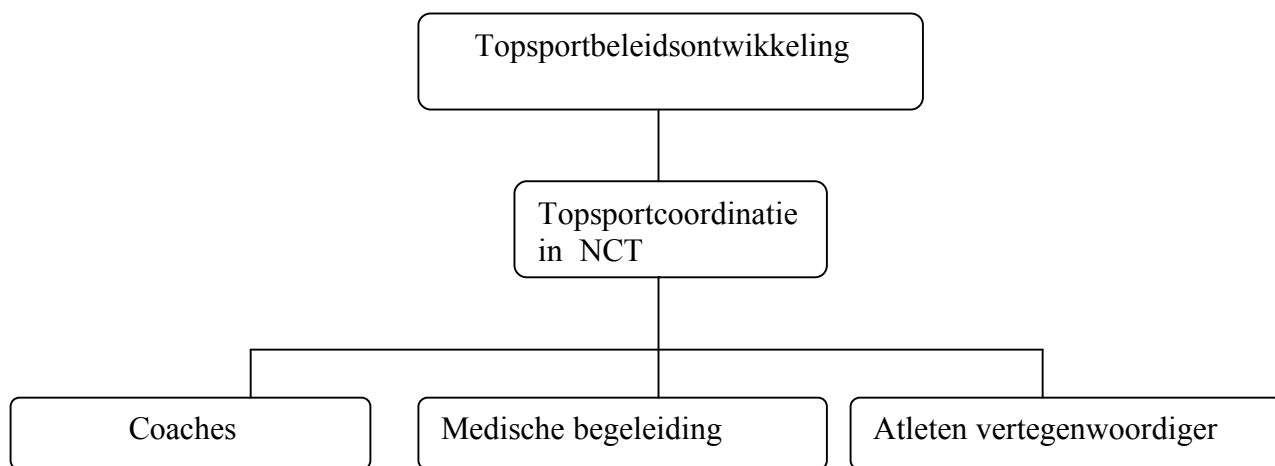 Topsportbeleidsontwikkeling
Topsportcoordinatie
in NCT
Coaches
Medische begeleiding
Atleten vertegenwoordiger